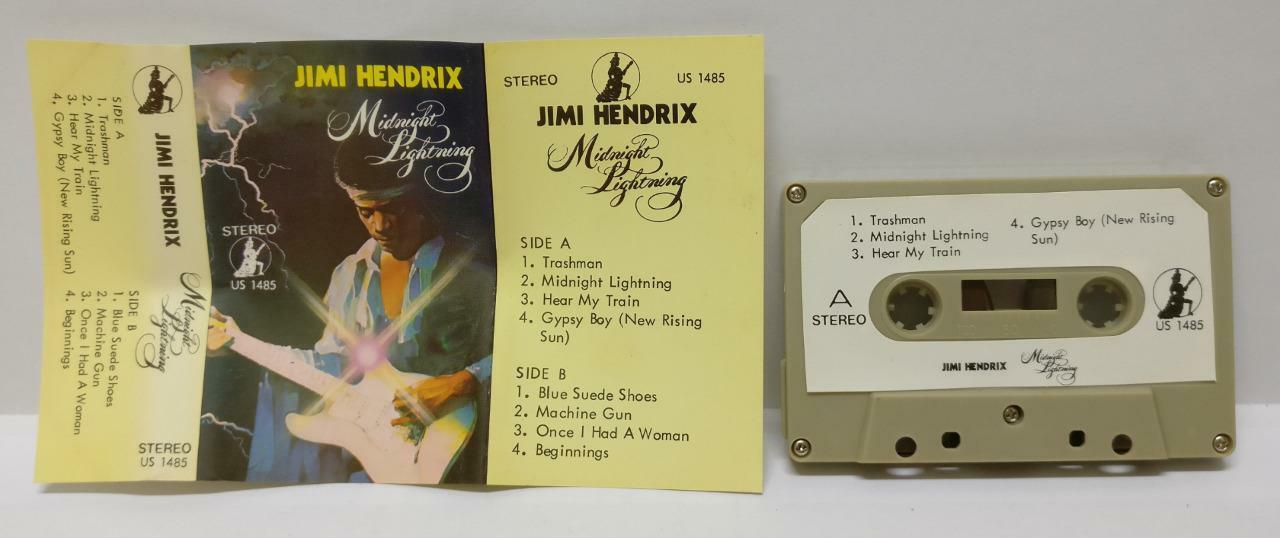 SIDE A
1. Trashman
2. Midnight Lightning
3. Hear My Train
4. Gypsy Boy (New Rising Sun)
SIDE B
1. Blue Suede Shoes
2. Machine Gun
3. Once I Had A Woman
4. Beginnings
JIMI HENDRIX
Midnight
Lightning
STEREO
US 1485
JIMI HENDRIX
Midnight
Lightning
STEREO
US 1485
STEREO
US 1485
JIMI HENDRIX
Midnight
Lightning
SIDE A
1. Trashman
2. Midnight Lightning
3. Hear My Train
4. Gypsy Boy (New Rising
Sun)
SIDE B
1. Blue Suede Shoes
2. Machine Gun
3. Once I Had A Woman
4. Beginnings
1. Trashman
2. Midnight Lightning
3. Hear My Train
4. Gypsy Boy (New Rising
Sun)
A
STEREO
US 1485
JIMI HENDRIX
Midnight
Lightning